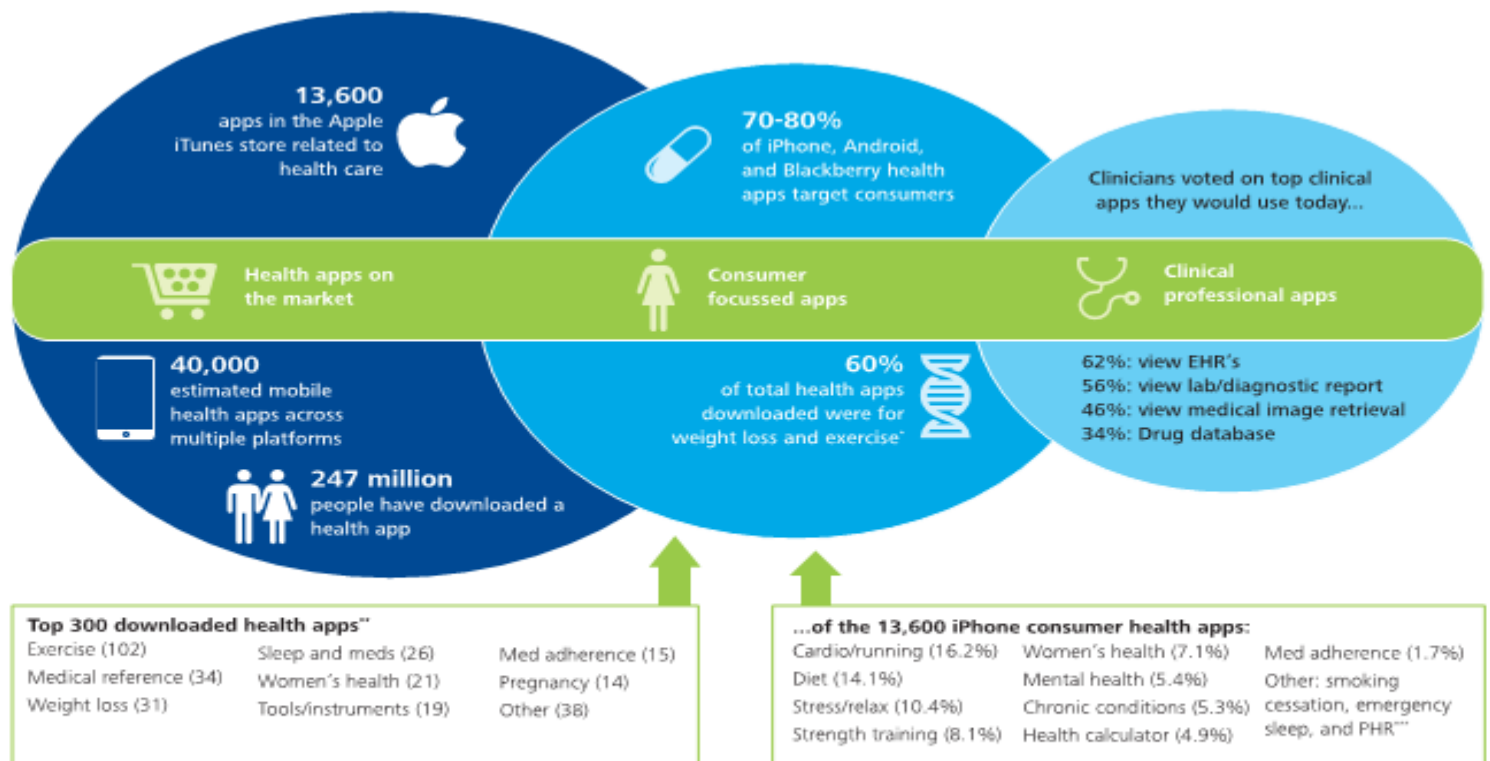 13,600
apps in the Apple
iTunes store related to
health care
70-80%
of iPhone, Android,
and Blackberry health
apps target consumers
Clinicians voted on top clinical
apps they would use today...
Health apps on
the market
Consumer
focussed apps
Clinical
professional apps
40,000
estimated mobile
health apps across
multiple platforms
247 million
people have downloaded a
health app
60%
of total health apps
downloaded were for
weight loss and exercise*
62%: view EHR's
56%: view lab/diagnostic report
46%: view medical image retrieval
34%: Drug database
Top 300 downloaded health apps**
Exercise (102)
Medical reference (34)
Weight loss (31)
Sleep and meds (26)
Women's health (21)
Tools/instruments (19)
Med adherence (15)
Pregnancy (14)
Other (38)
...of the 13,600 iPhone consumer health apps:
Cardio/running (16.2%)
Diet (14.1%)
Stress/relax (10.4%)
Strength training (8.1%)
Women's health (7.1%)
Mental health (5.4%)
Chronic conditions (5.3%)
Health calculator (4.9%)
Med adherence (1.7%)
Other: smoking
cessation, emergency
sleep, and PHR***